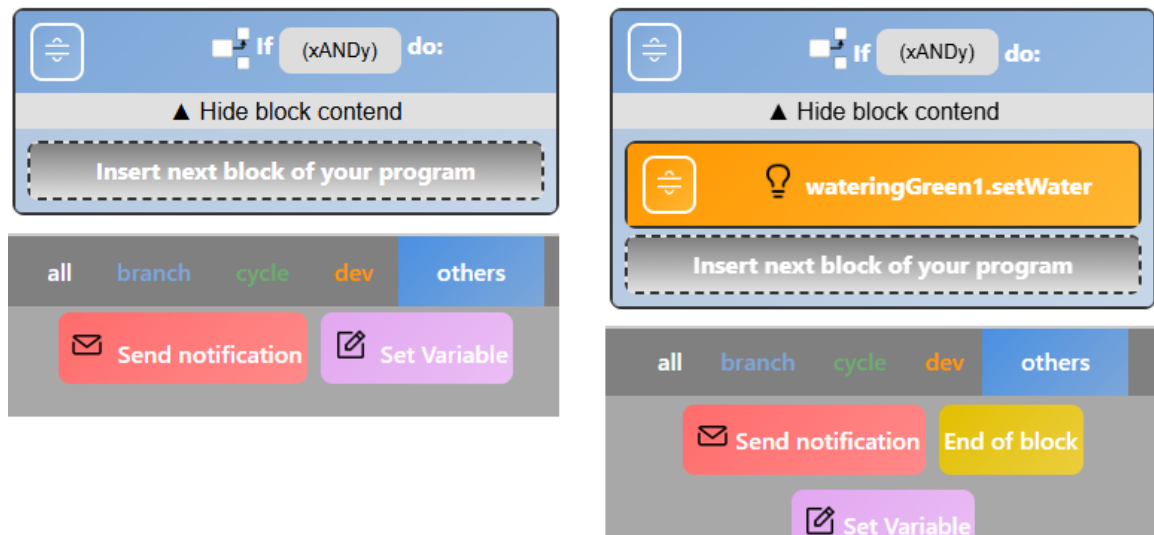 If (xANDy) do:
▲ Hide block contend
Insert next block of your program
all branch cycle dev others
Send notification Set Variable
If (xANDy) do:
▲ Hide block contend
wateringGreen1.setWater
Insert next block of your program
all branch cycle dev others
Send notification End of block
Set Variable